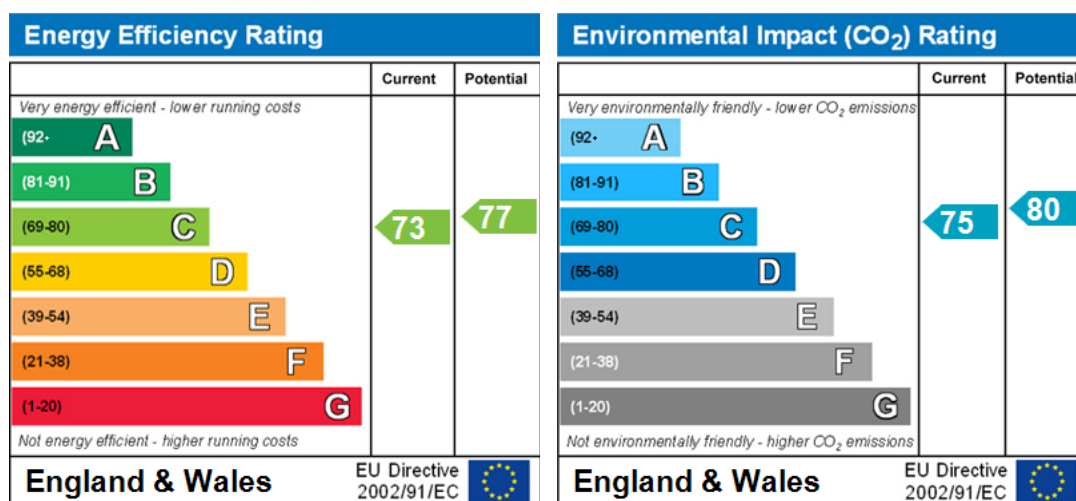 Energy Efficiency Rating
Current Potential
Very energy efficient - lower running costs
(92+ A
(81-91) B
(69-80) C
73
77
(55-68) D
(39-54) E
(21-38) F
(1-20) G
Not energy efficient - higher running costs
England & Wales
EU Directive
2002/91/EC
Environmental Impact (CO₂) Rating
Current Potential
Very environmentally friendly - lower CO₂ emissions
(92+ A
(81-91) B
(69-80) C
75
80
(55-68) D
(39-54) E
(21-38) F
(1-20) G
Not environmentally friendly - higher CO₂ emissions
England & Wales
EU Directive
2002/91/EC